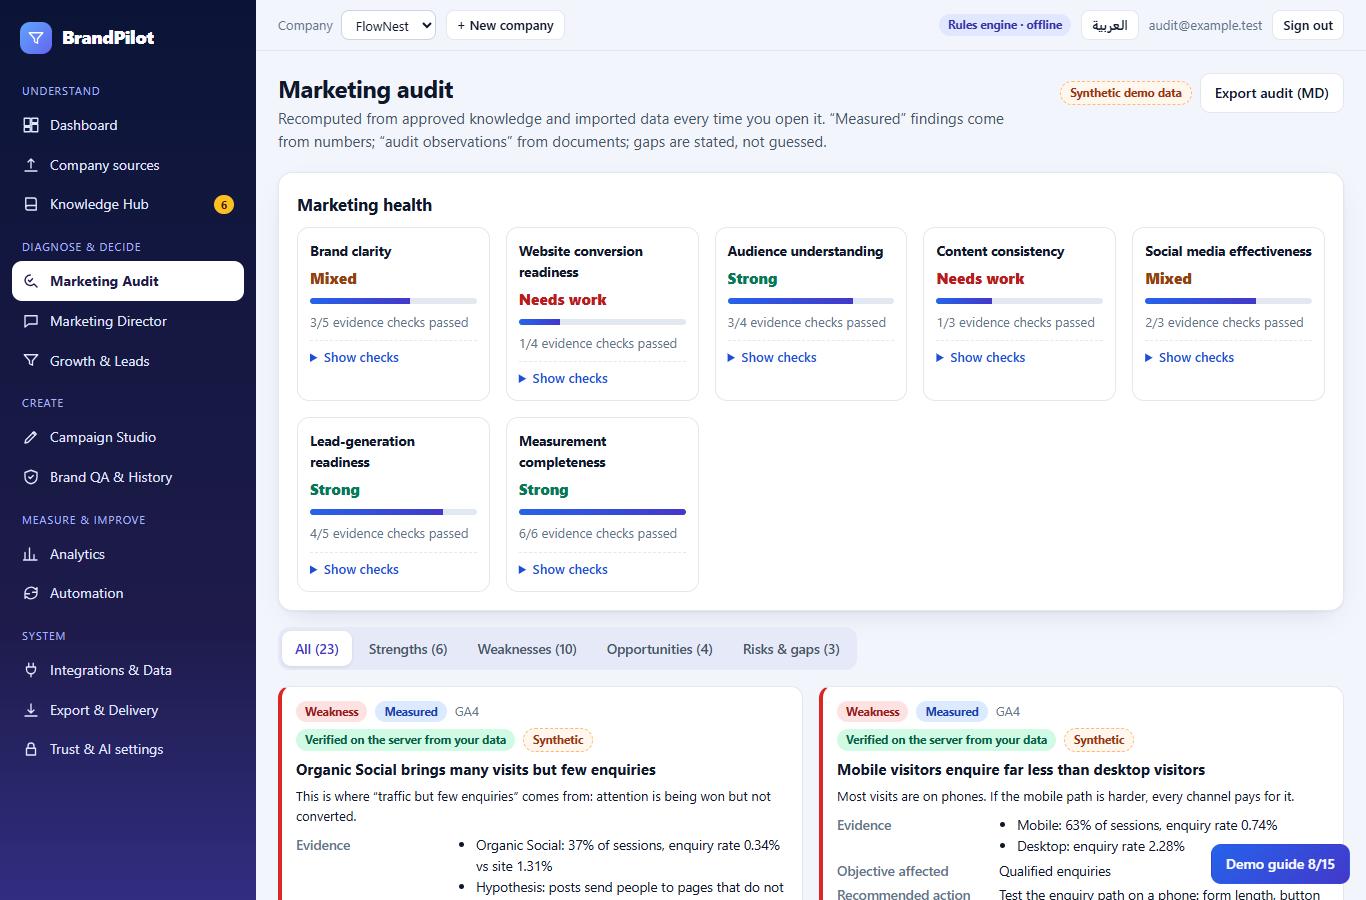 BrandPilot
UNDERSTAND
Dashboard
Company sources
Knowledge Hub 6
DIAGNOSE & DECIDE
Marketing Audit
Marketing Director
Growth & Leads
CREATE
Campaign Studio
Brand QA & History
MEASURE & IMPROVE
Analytics
Automation
SYSTEM
Integrations & Data
Export & Delivery
Trust & AI settings
Company FlowNest + New company Rules engine · offline العربية audit@example.test Sign out
Marketing audit
Synthetic demo data Export audit (MD)
Recomputed from approved knowledge and imported data every time you open it. “Measured” findings come
from numbers; “audit observations” from documents; gaps are stated, not guessed.
Marketing health
Brand clarity
Mixed
3/5 evidence checks passed
Show checks
Website conversion
readiness
Needs work
1/4 evidence checks passed
Show checks
Audience understanding
Strong
3/4 evidence checks passed
Show checks
Content consistency
Needs work
1/3 evidence checks passed
Show checks
Social media effectiveness
Mixed
2/3 evidence checks passed
Show checks
Lead-generation
readiness
Strong
4/5 evidence checks passed
Show checks
Measurement
completeness
Strong
6/6 evidence checks passed
Show checks
All (23) Strengths (6) Weaknesses (10) Opportunities (4) Risks & gaps (3)
Weakness Measured GA4
Verified on the server from your data Synthetic
Organic Social brings many visits but few enquiries
This is where “traffic but few enquiries” comes from: attention is being won but not
converted.
Evidence
• Organic Social: 37% of sessions, enquiry rate 0.34%
vs site 1.31%
• Hypothesis: posts send people to pages that do not
Weakness Measured GA4
Verified on the server from your data Synthetic
Mobile visitors enquire far less than desktop visitors
Most visits are on phones. If the mobile path is harder, every channel pays for it.
Evidence
• Mobile: 63% of sessions, enquiry rate 0.74%
• Desktop: enquiry rate 2.28%
Objective affected Qualified enquiries
Recommended action Test the enquiry path on a phone: form length, button
Demo guide 8/15